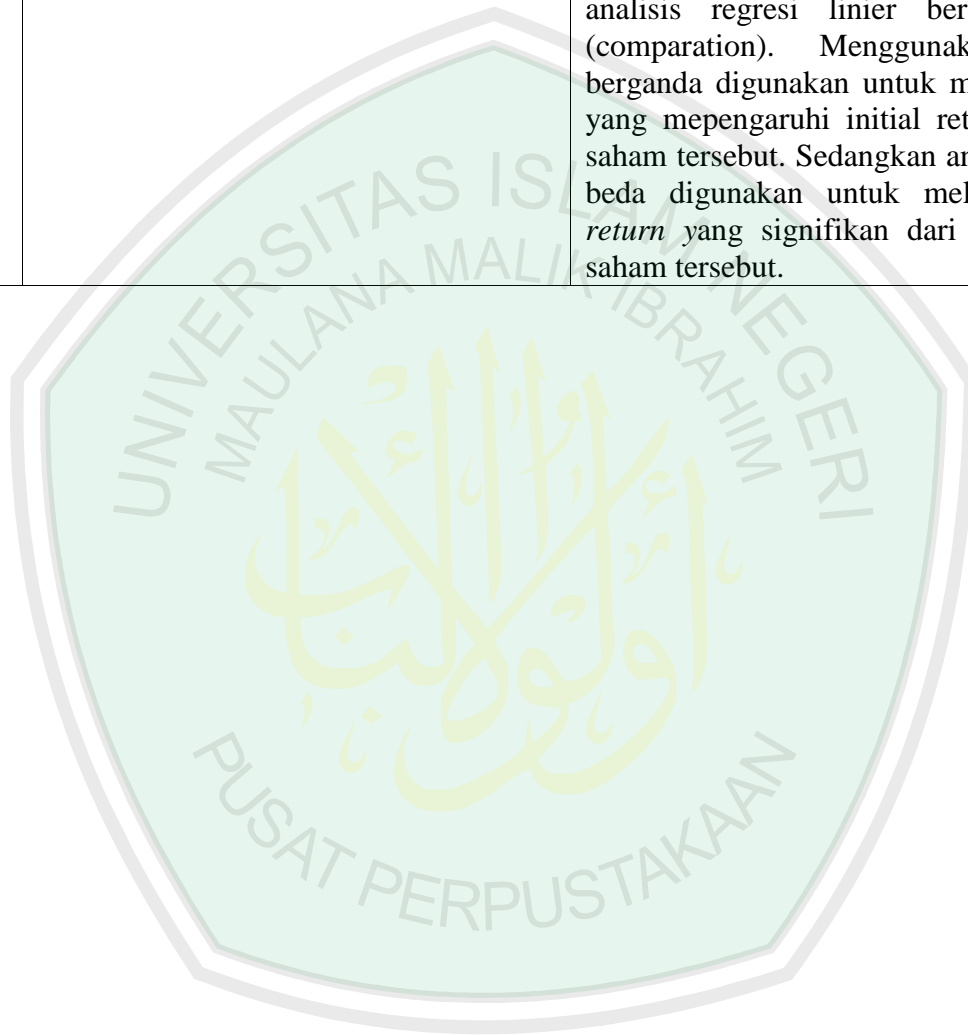 analisis regresi linier ber
(comparation). Menggunak
berganda digunakan untuk m
yang mepengaruhi initial ret
saham tersebut. Sedangkan an
beda digunakan untuk mel
return yang signifikan dari
saham tersebut.
UNIVERSITAS ISLAM NEGERI
MAULANA MALIK IBRAHIM
PUSAT PERPUSTAKAAN